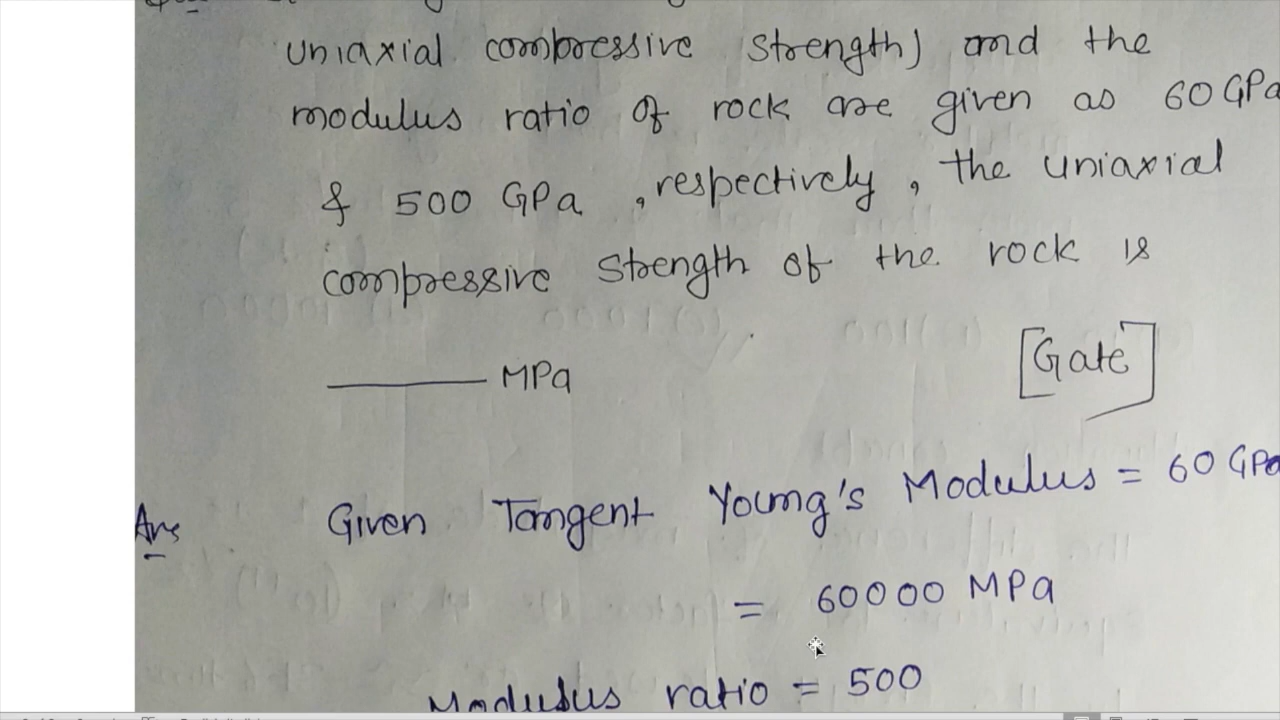 uniaxial compressive strength) and the
modulus ratio of rock are given as 60 GPa
& 500 GPa , respectively , the uniaxial
compressive strength of the rock is
______ MPa
[Gate]
Ans Given Tangent Young's Modulus = 60 GPa
= 60000 MPa
Modulus ratio = 500